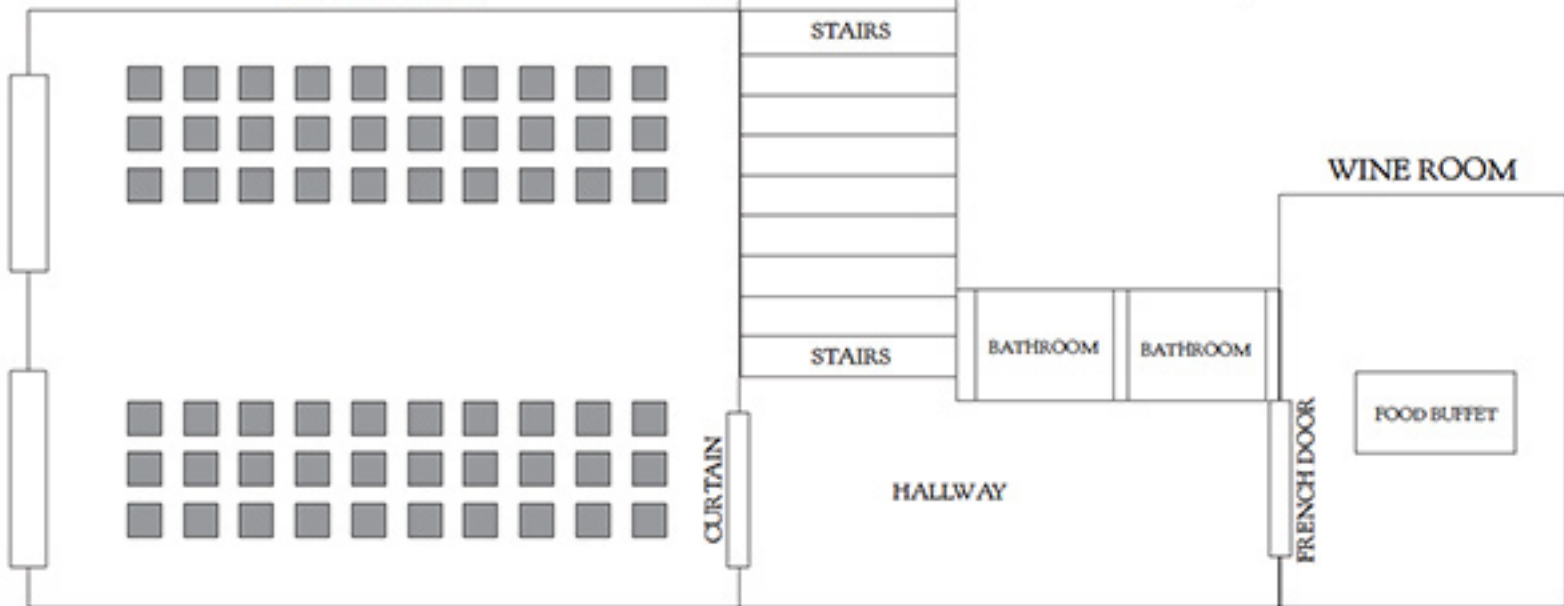 STAIRS
WINE ROOM
STAIRS
BATHROOM
BATHROOM
FOOD BUFFET
CURTAIN
HALLWAY
FRENCH DOOR